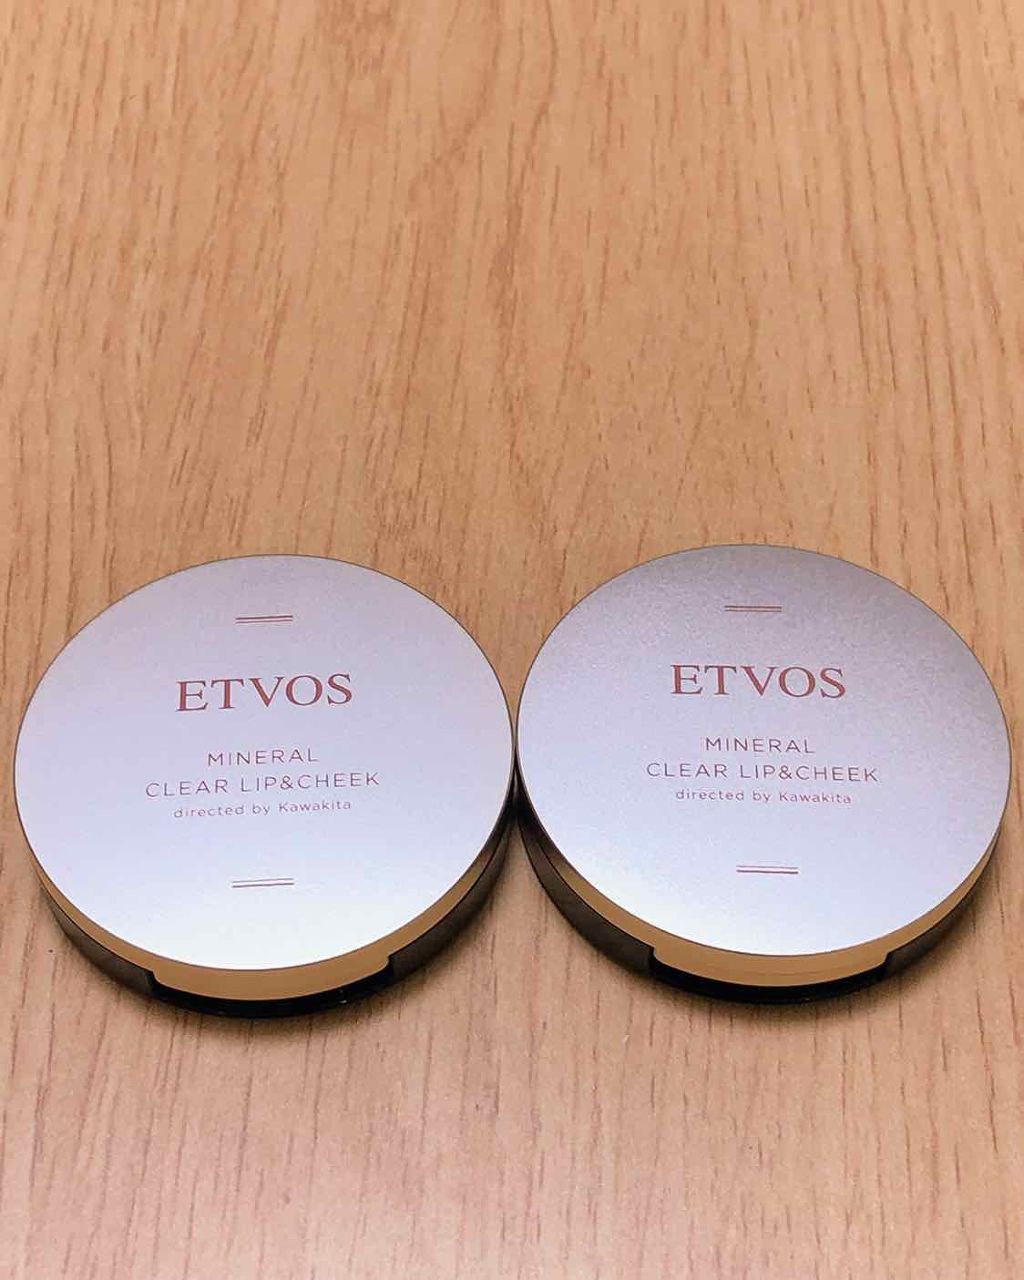 ETVOS
MINERAL
CLEAR LIP&CHEEK
directed by Kawakita
ETVOS
MINERAL
CLEAR LIP&CHEEK
directed by Kawakita